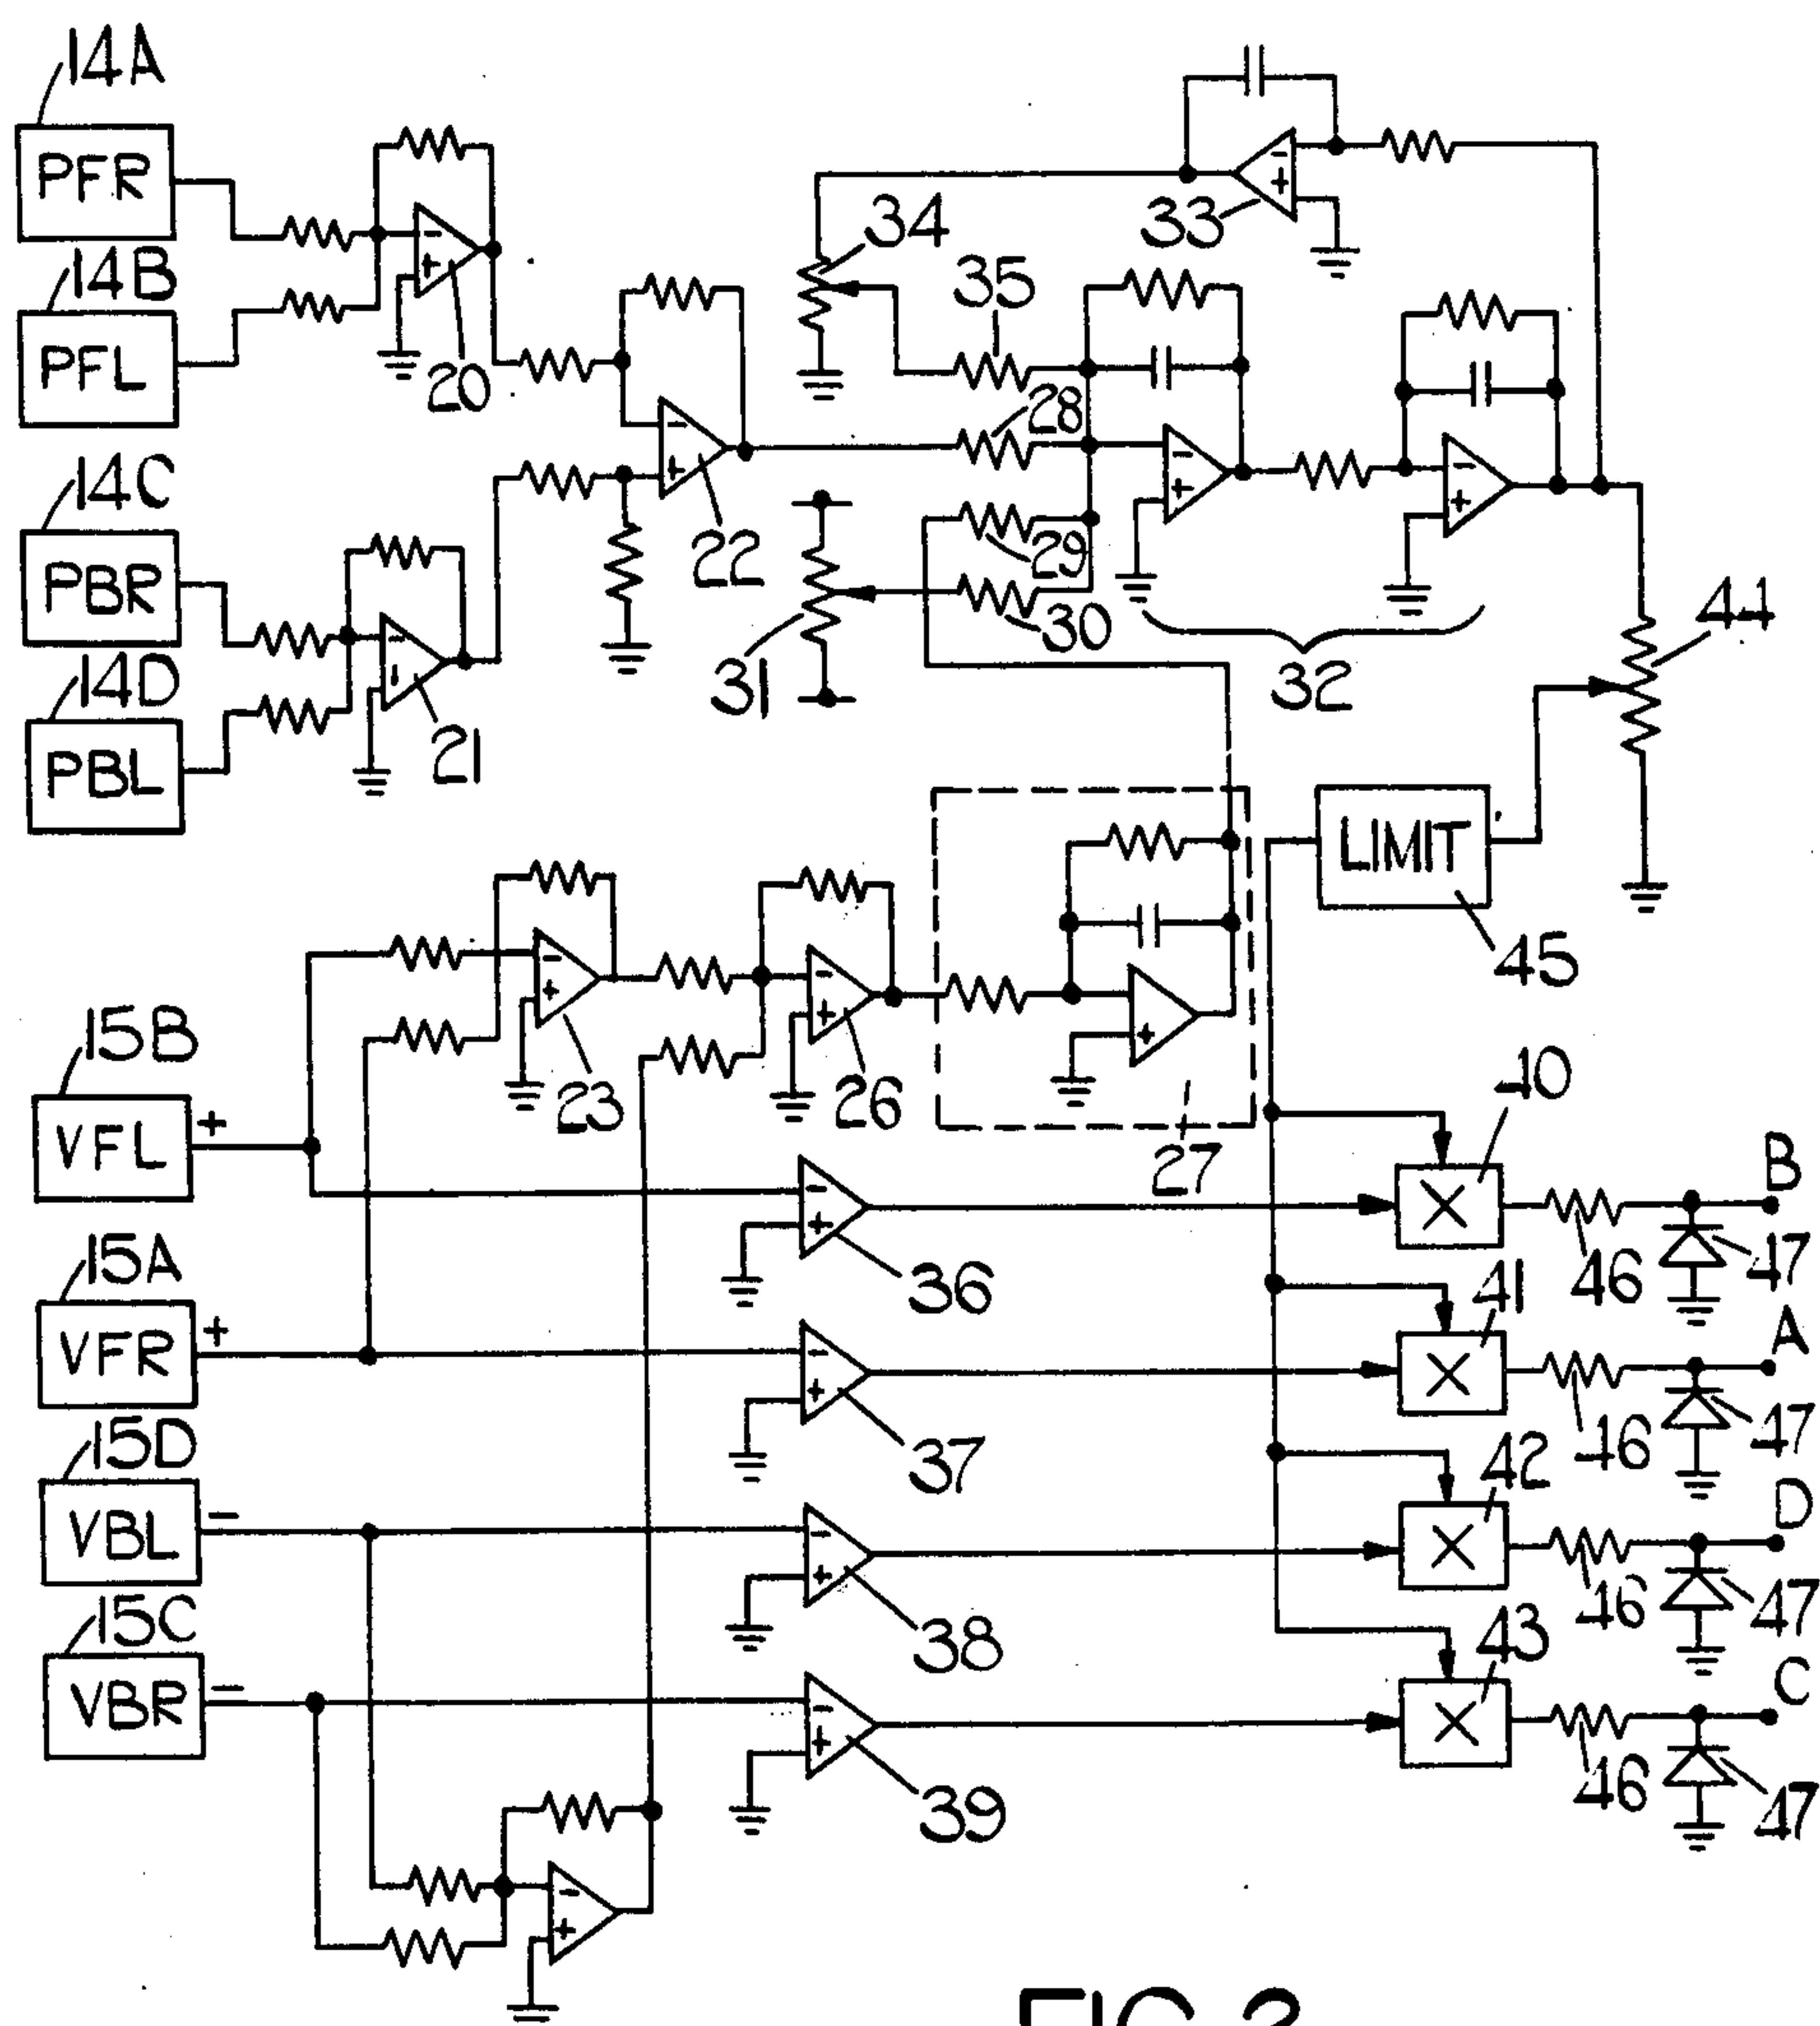 14A
PFR
14B
PFL
14C
PBR
14D
PBL
- +
20
- +
21
- +
22
- +
33
34
35
28
29
30
31
- +
- +
32
44
LIMIT
45
- +
23
- +
26
+
27
15B
VFL +
15A
VFR +
15D
VBL -
15C
VBR -
- +
36
- +
37
- +
38
- +
39
- +
40
X
46
47
B
41
X
46
47
A
42
X
46
47
D
43
X
46
47
C